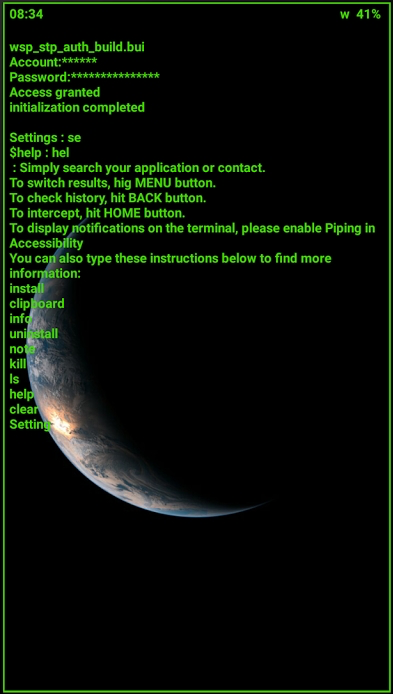 08:34 w 41%
wsp_stp_auth_build.bui
Account:******
Password:***************
Access granted
initialization completed
Settings : se
$help : hel
: Simply search your application or contact.
To switch results, hig MENU button.
To check history, hit BACK button.
To intercept, hit HOME button.
To display notifications on the terminal, please enable Piping in
Accessibility
You can also type these instructions below to find more
information:
install
clipboard
info
uninstall
note
kill
ls
help
clear
Setting